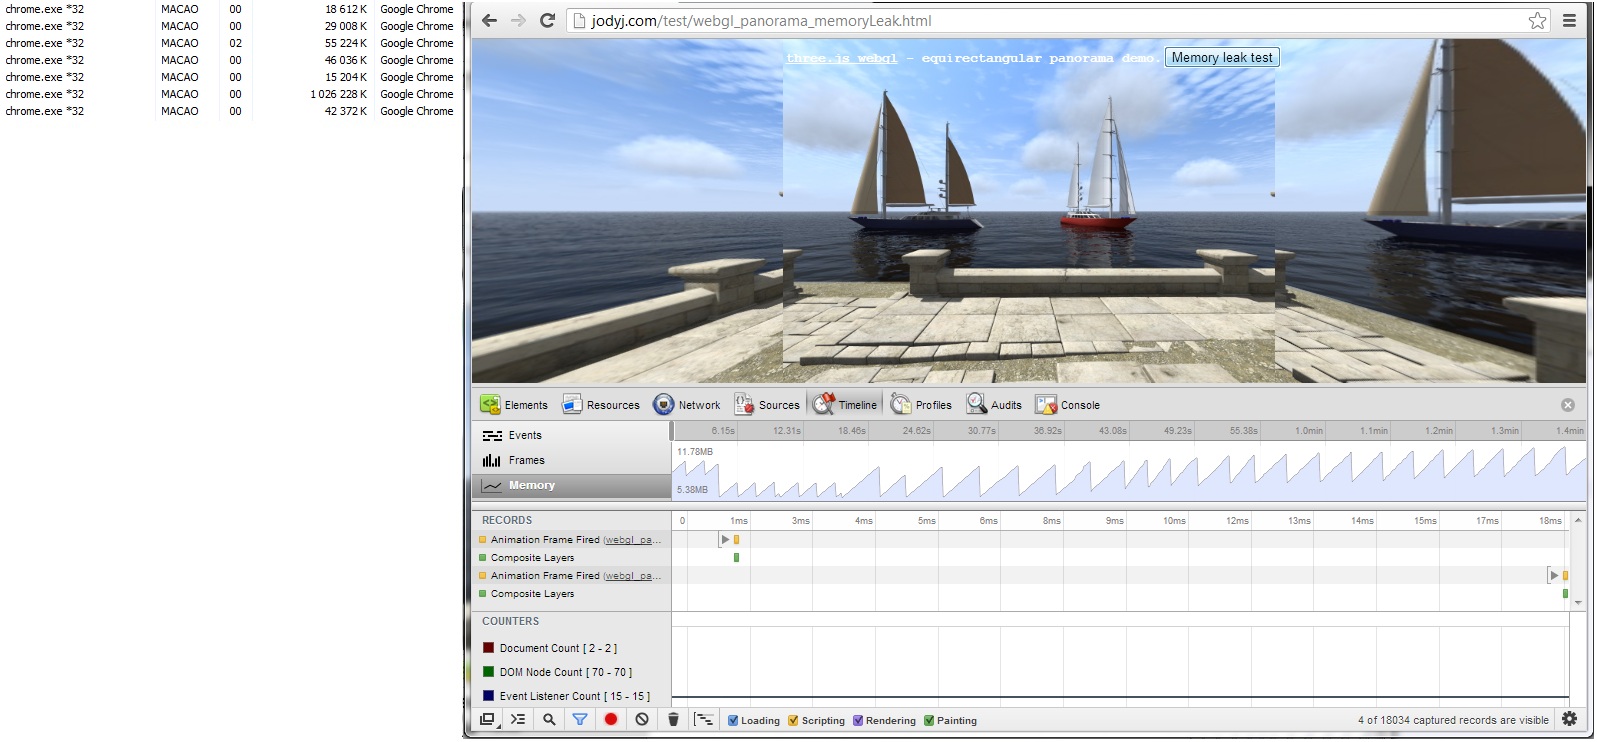 chrome.exe *32 MACAO 00 18 612 K Google Chrome
chrome.exe *32 MACAO 00 29 008 K Google Chrome
chrome.exe *32 MACAO 02 55 224 K Google Chrome
chrome.exe *32 MACAO 00 46 036 K Google Chrome
chrome.exe *32 MACAO 00 15 204 K Google Chrome
chrome.exe *32 MACAO 00 1 026 228 K Google Chrome
chrome.exe *32 MACAO 00 42 372 K Google Chrome
jodyj.com/test/webgl_panorama_memoryLeak.html
three.js webgl - equirectangular panorama demo. Memory leak test
Elements Resources Network Sources Timeline Profiles Audits Console
Events
Frames
Memory
6.15s 12.31s 18.46s 24.62s 30.77s 36.92s 43.08s 49.23s 55.38s 1.0min 1.1min 1.2min 1.3min 1.4min
11.78MB
5.38MB
RECORDS
0 1ms 3ms 4ms 5ms 6ms 8ms 9ms 10ms 12ms 13ms 14ms 15ms 17ms 18ms
Animation Frame Fired (webgl_pa...
Composite Layers
Animation Frame Fired (webgl_pa...
Composite Layers
COUNTERS
Document Count [ 2 - 2 ]
DOM Node Count [ 70 - 70 ]
Event Listener Count [ 15 - 15 ]
Loading Scripting Rendering Painting 4 of 18034 captured records are visible